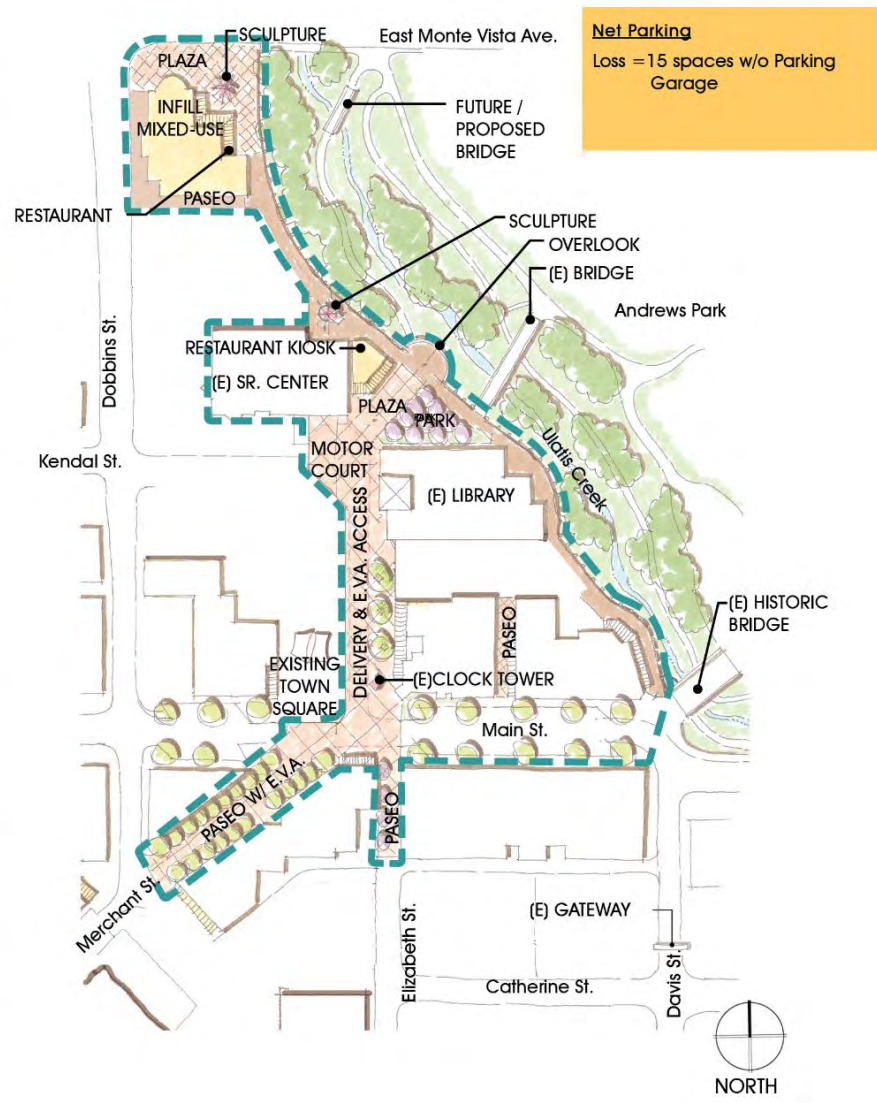 SCULPTURE
East Monte Vista Ave.
Net Parking
Loss =15 spaces w/o Parking
Garage
PLAZA
INFILL
MIXED-USE
FUTURE /
PROPOSED
BRIDGE
PASEO
RESTAURANT
SCULPTURE
OVERLOOK
(E) BRIDGE
Andrews Park
Dobbins St.
RESTAURANT KIOSK
(E) SR. CENTER
PLAZA
PARK
Kendal St.
MOTOR
COURT
Ulatis Creek
(E) LIBRARY
DELIVERY & E.V.A. ACCESS
(E) HISTORIC
BRIDGE
PASEO
EXISTING
TOWN
SQUARE
(E)CLOCK TOWER
Main St.
PASEO W/ E.V.A.
PASEO
Merchant St.
Elizabeth St.
(E) GATEWAY
Davis St.
Catherine St.
NORTH